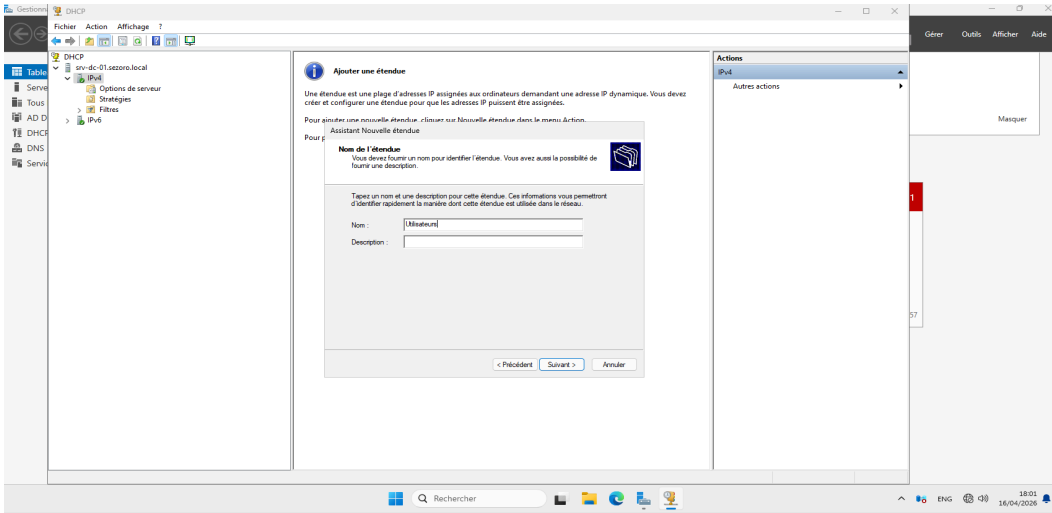 Gestionn
DHCP
Fichier Action Affichage ?
Gérer Outils Afficher Aide
DHCP
srv-dc-01.sezoro.local
IPv4
Options de serveur
Stratégies
Filtres
IPv6
Table
Serve
Tous
AD D
DHCP
DNS
Servic
Ajouter une étendue
Une étendue est une plage d'adresses IP assignées aux ordinateurs demandant une adresse IP dynamique. Vous devez
créer et configurer une étendue pour que les adresses IP puissent être assignées.
Pour ajouter une nouvelle étendue, cliquez sur Nouvelle étendue dans le menu Action.
Pour p
Assistant Nouvelle étendue
Nom de l'étendue
Vous devez fournir un nom pour identifier l'étendue. Vous avez aussi la possibilité de
fournir une description.
Tapez un nom et une description pour cette étendue. Ces informations vous permettront
d'identifier rapidement la manière dont cette étendue est utilisée dans le réseau.
Nom : Utilisateurs
Description :
< Précédent Suivant > Annuler
Actions
IPv4
Autres actions
Masquer
1
57
Rechercher
ENG
18:01
16/04/2026